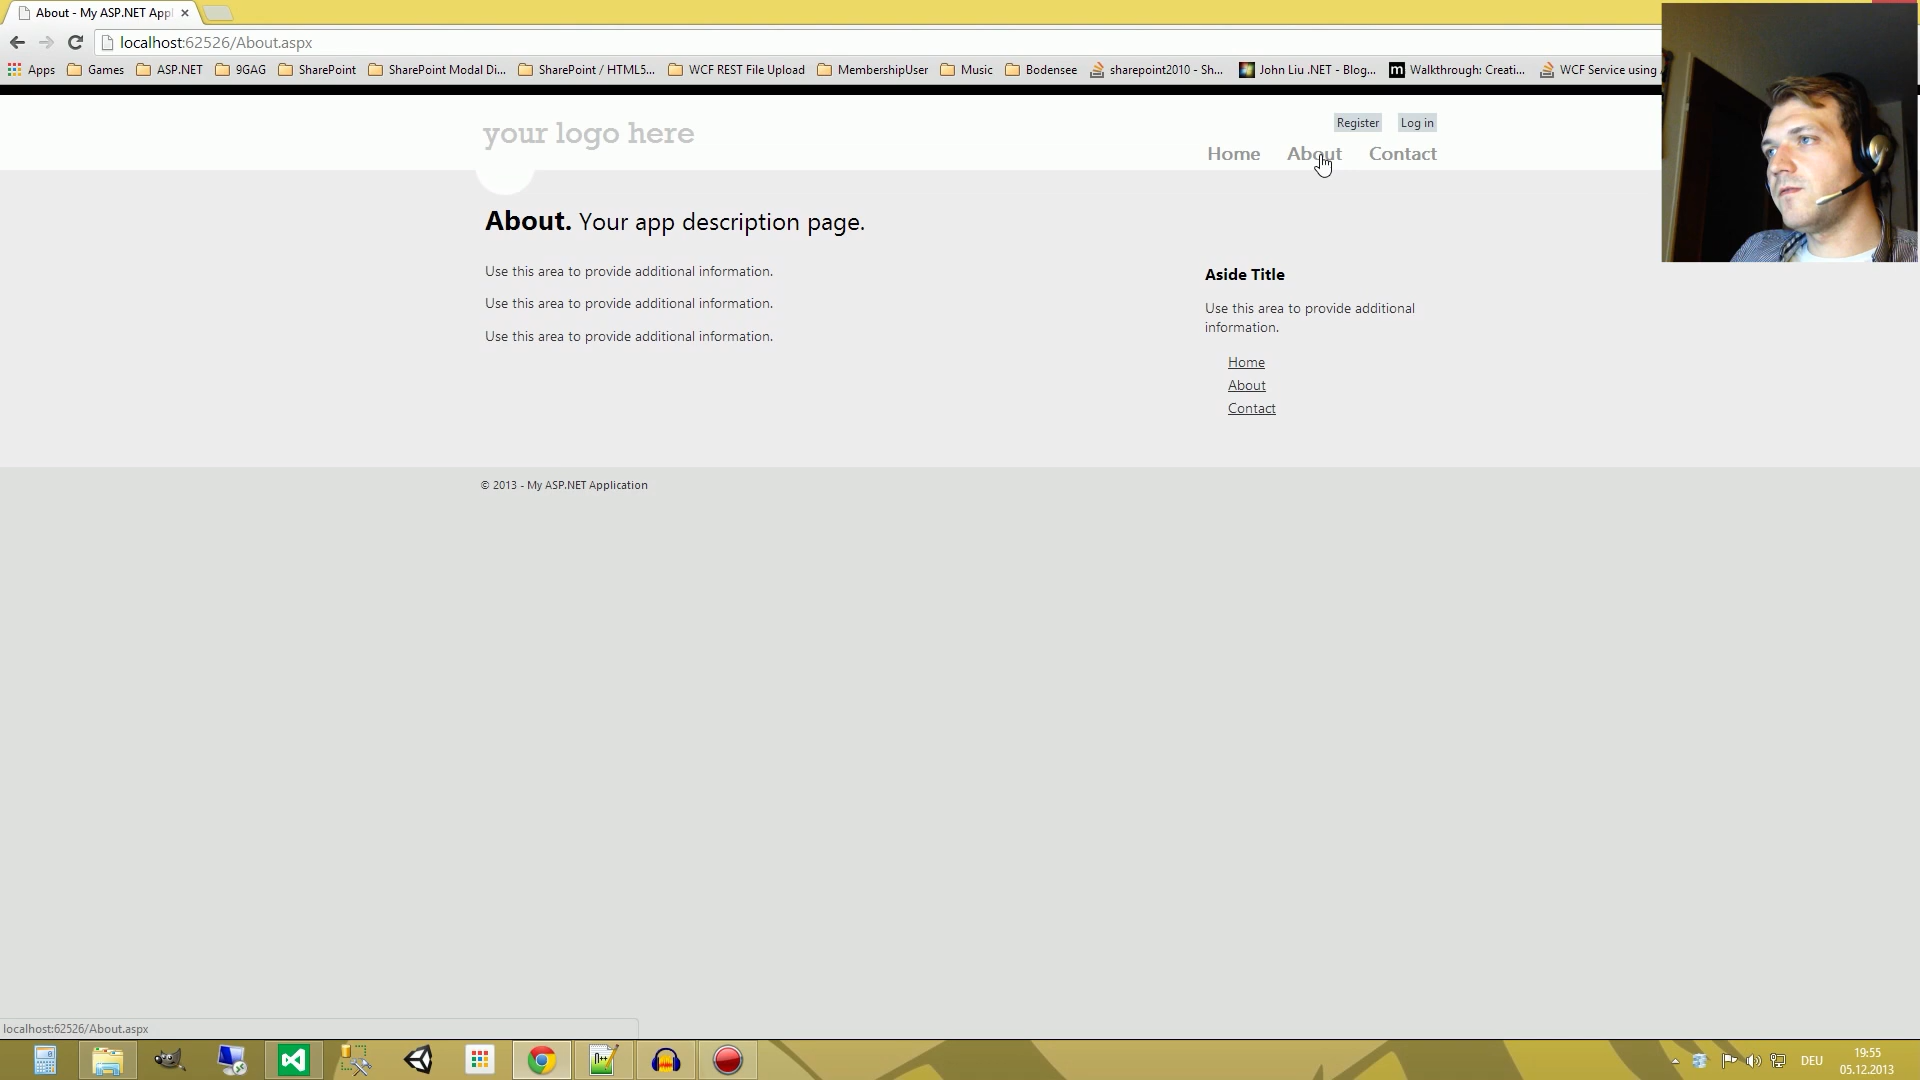 About - My ASP.NET Appl
localhost:62526/About.aspx
Apps Games ASP.NET 9GAG SharePoint SharePoint Modal Di... SharePoint / HTML5... WCF REST File Upload MembershipUser Music Bodensee sharepoint2010 - Sh... John Liu .NET - Blog... Walkthrough: Creati... WCF Service using
your logo here
Register Log in
Home About Contact
About. Your app description page.
Use this area to provide additional information.
Use this area to provide additional information.
Use this area to provide additional information.
Aside Title
Use this area to provide additional
information.
Home
About
Contact
© 2013 - My ASP.NET Application
localhost:62526/About.aspx
DEU
19:55
05.12.2013